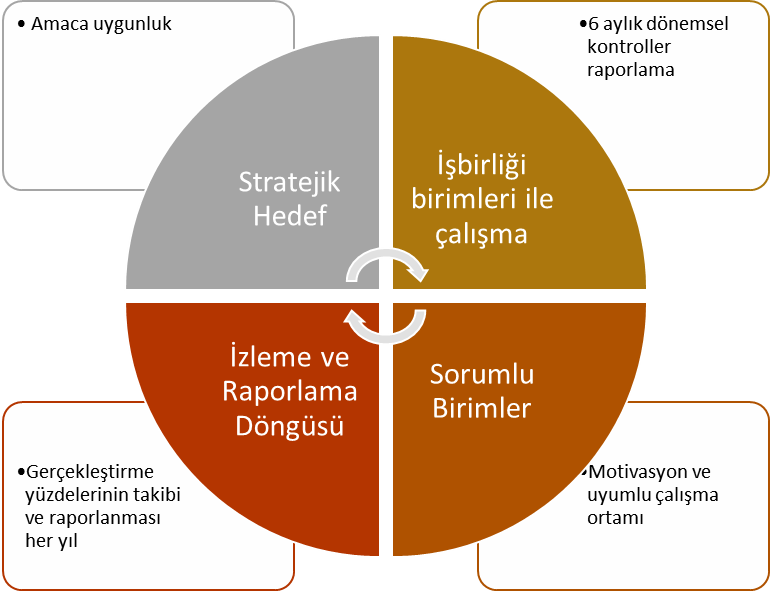 • Amaca uygunluk
•6 aylık dönemsel
kontroller
raporlama
Stratejik
Hedef
İşbirliği
birimleri ile
çalışma
İzleme ve
Raporlama
Döngüsü
Sorumlu
Birimler
•Gerçekleştirme
yüzdelerinin takibi
ve raporlanması
her yıl
•Motivasyon ve
uyumlu çalışma
ortamı